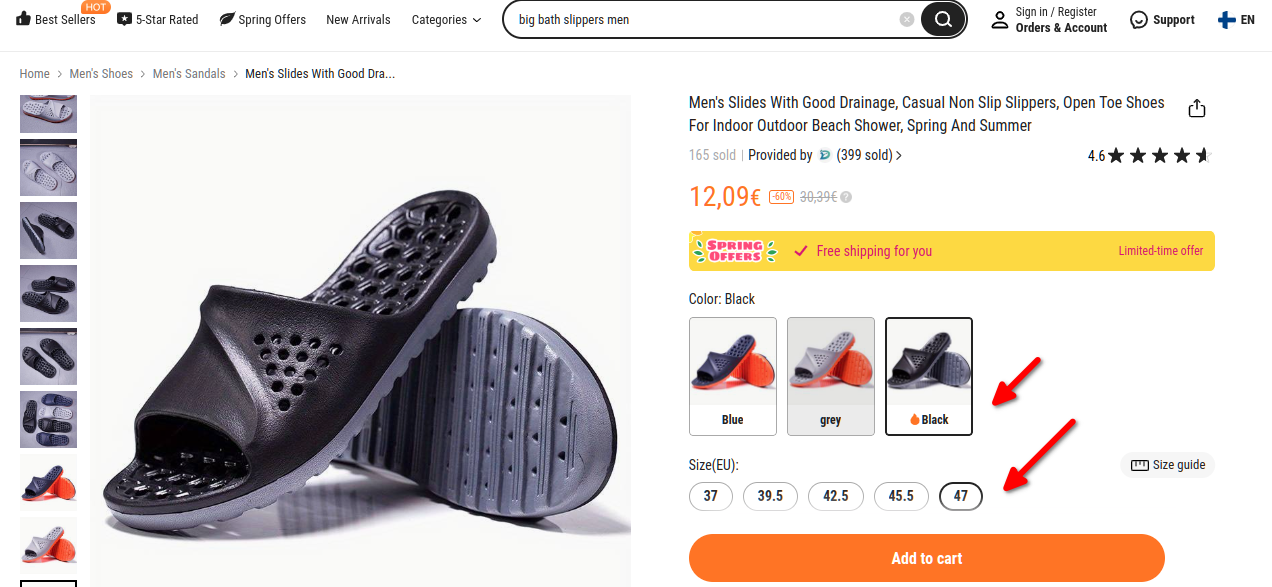 HOT
Best Sellers
5-Star Rated
Spring Offers
New Arrivals
Categories
big bath slippers men
Sign in / Register
Orders & Account
Support
EN
Home > Men's Shoes > Men's Sandals > Men's Slides With Good Dra...
Men's Slides With Good Drainage, Casual Non Slip Slippers, Open Toe Shoes
For Indoor Outdoor Beach Shower, Spring And Summer
165 sold | Provided by (399 sold) >
4.6
12,09€ -60% 30,39€ ?
SPRING
OFFERS
Free shipping for you
Limited-time offer
Color: Black
Blue
grey
Black
Size(EU):
Size guide
37
39.5
42.5
45.5
47
Add to cart